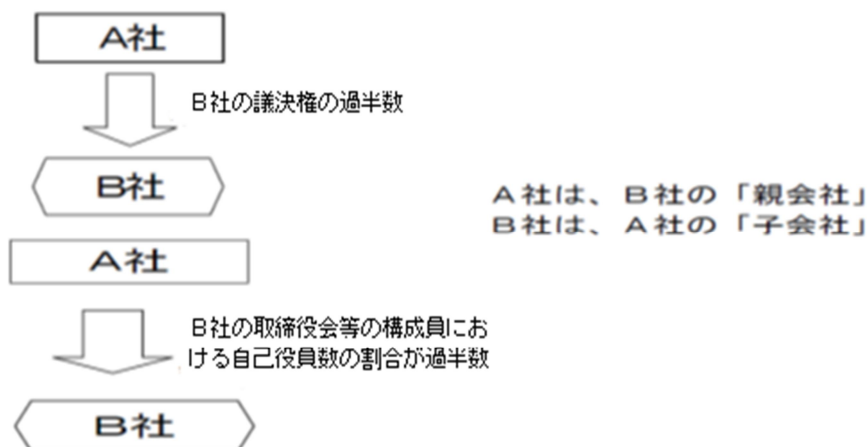 A社
B社の議決権の過半数
B社
A社は、B社の「親会社」
B社は、A社の「子会社」
A社
B社の取締役会等の構成員にお
ける自己役員数の割合が過半数
B社